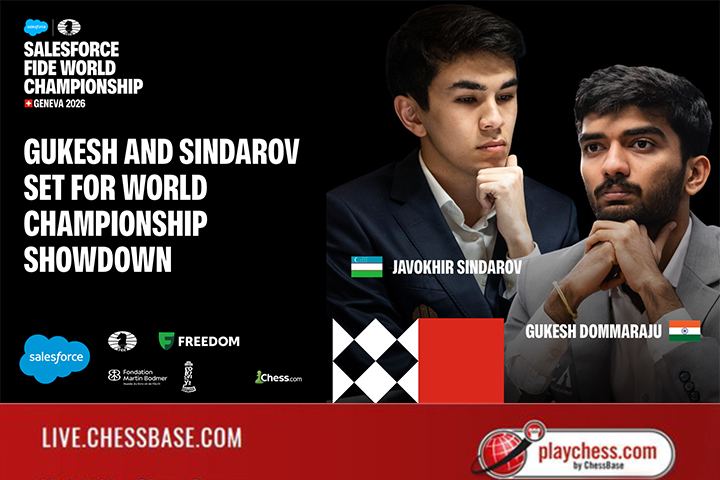 salesforce
SALESFORCE
FIDE WORLD
CHAMPIONSHIP
GENEVA 2026
GUKESH AND SINDAROV
SET FOR WORLD
CHAMPIONSHIP
SHOWDOWN
JAVOKHIR SINDAROV
GUKESH DOMMARAJU
salesforce
FREEDOM
Fondation
Martin Bodmer
Chess.com
LIVE.CHESSBASE.COM
playchess.com
by ChessBase